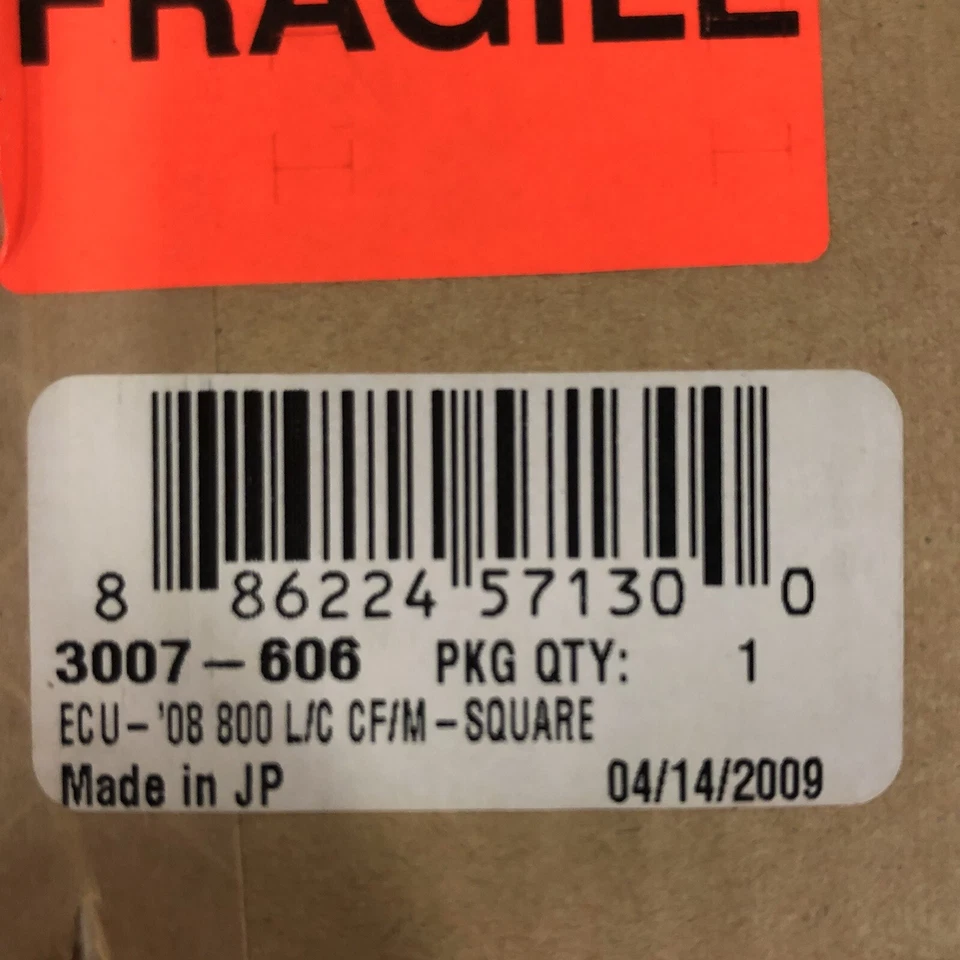 FRAGILE
8 86224 57130 0
3007-606 PKG QTY: 1
ECU-'08 800 L/C CF/M-SQUARE
Made in JP 04/14/2009